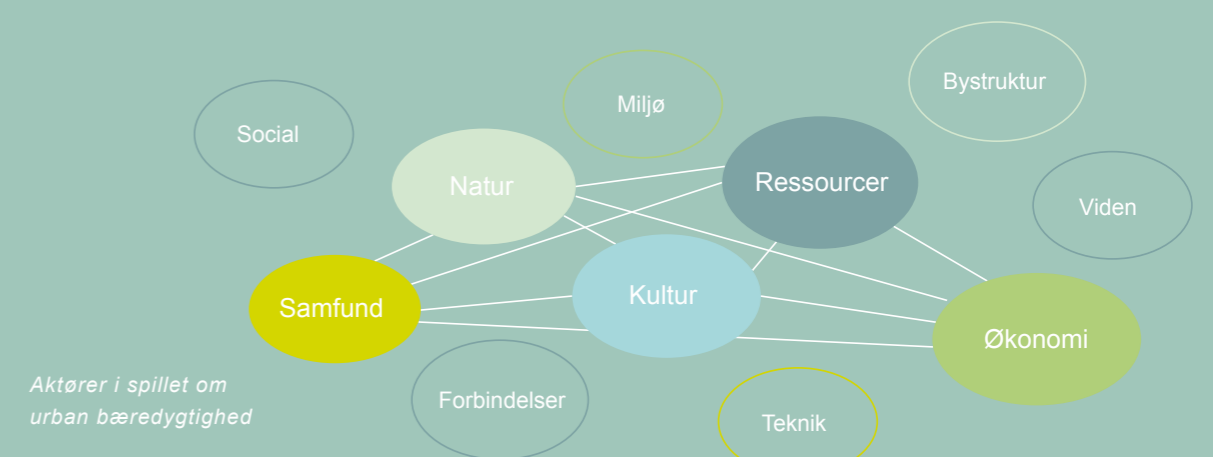 Bystruktur
Miljø
Social
Natur
Ressourcer
Viden
Samfund
Kultur
Økonomi
Aktører i spillet om
urban bæredygtighed
Forbindelser
Teknik